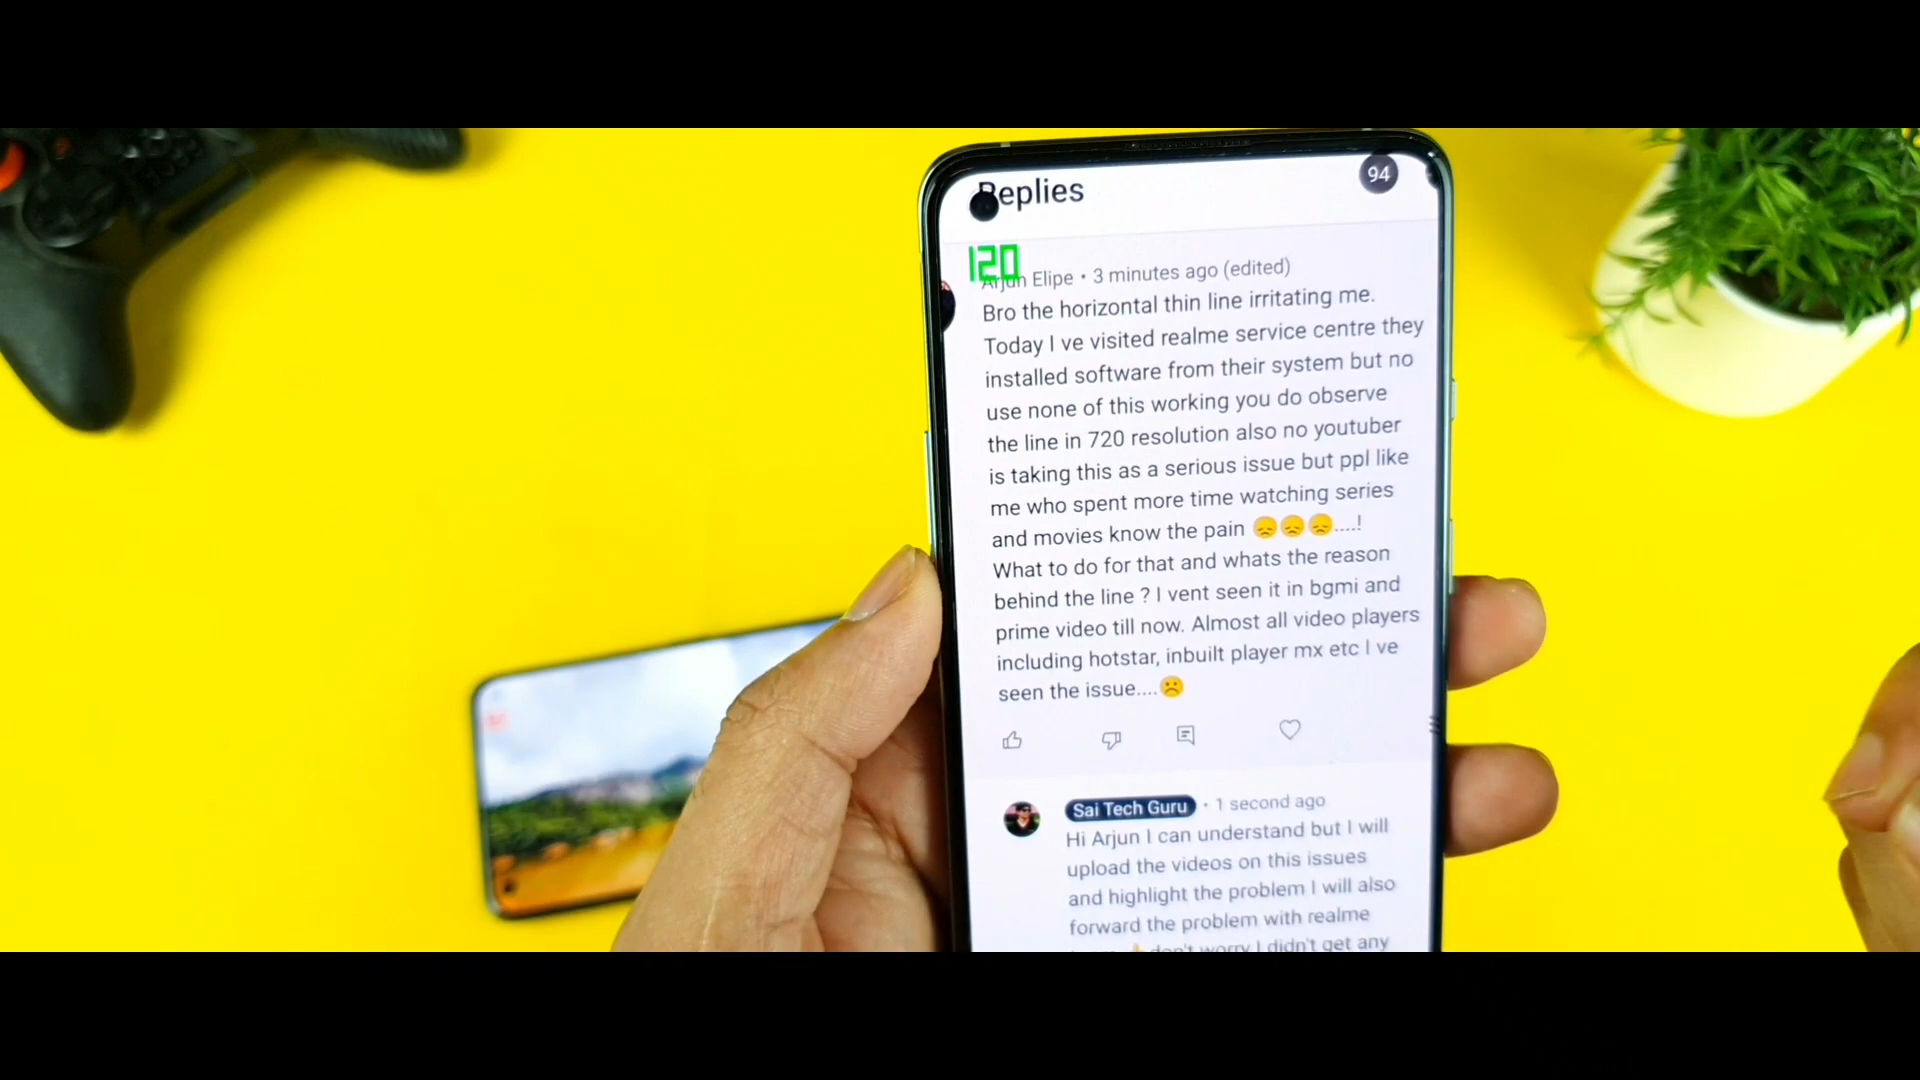 Replies
94
120
Arjun Elipe • 3 minutes ago (edited)
Bro the horizontal thin line irritating me.
Today I ve visited realme service centre they
installed software from their system but no
use none of this working you do observe
the line in 720 resolution also no youtuber
is taking this as a serious issue but ppl like
me who spent more time watching series
and movies know the pain 😞😞😞....!
What to do for that and whats the reason
behind the line ? I vent seen it in bgmi and
prime video till now. Almost all video players
including hotstar, inbuilt player mx etc I ve
seen the issue....☹️
Sai Tech Guru • 1 second ago
Hi Arjun I can understand but I will
upload the videos on this issues
and highlight the problem I will also
forward the problem with realme
don't worry I didn't get any